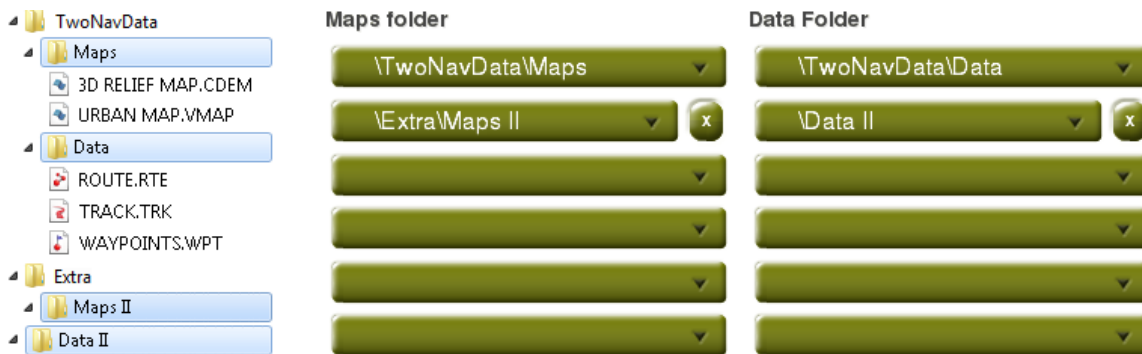 TwoNavData
Maps
3D RELIEF MAP.CDEM
URBAN MAP.VMAP
Data
ROUTE.RTE
TRACK.TRK
WAYPOINTS.WPT
Extra
Maps II
Data II
Maps folder
\TwoNavData\Maps
\Extra\Maps II
x
Data Folder
\TwoNavData\Data
\Data II
x